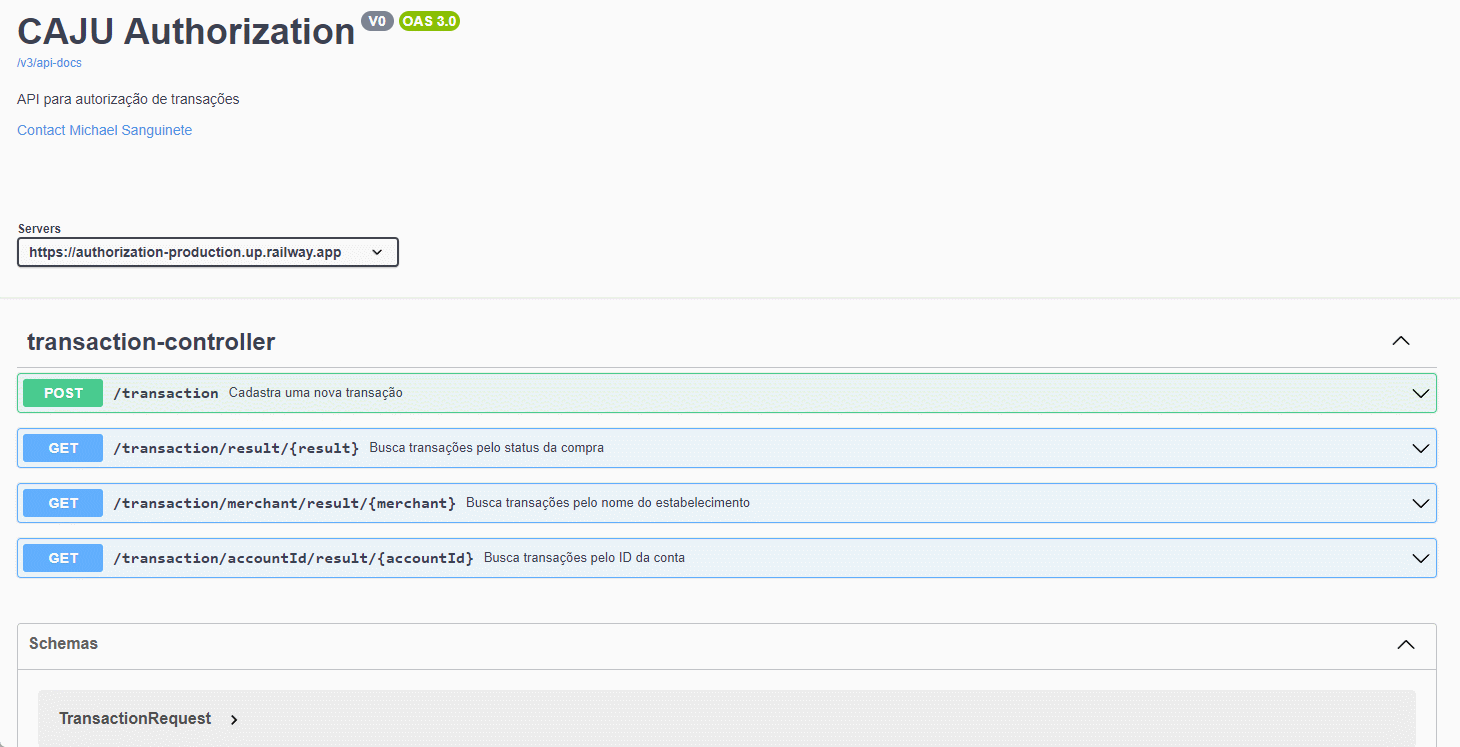 CAJU Authorization V0 OAS 3.0
/v3/api-docs
API para autorização de transações
Contact Michael Sanguinete
Servers
https://authorization-production.up.railway.app
transaction-controller
POST /transaction Cadastra uma nova transação
GET /transaction/result/{result} Busca transações pelo status da compra
GET /transaction/merchant/result/{merchant} Busca transações pelo nome do estabelecimento
GET /transaction/accountId/result/{accountId} Busca transações pelo ID da conta
Schemas
TransactionRequest